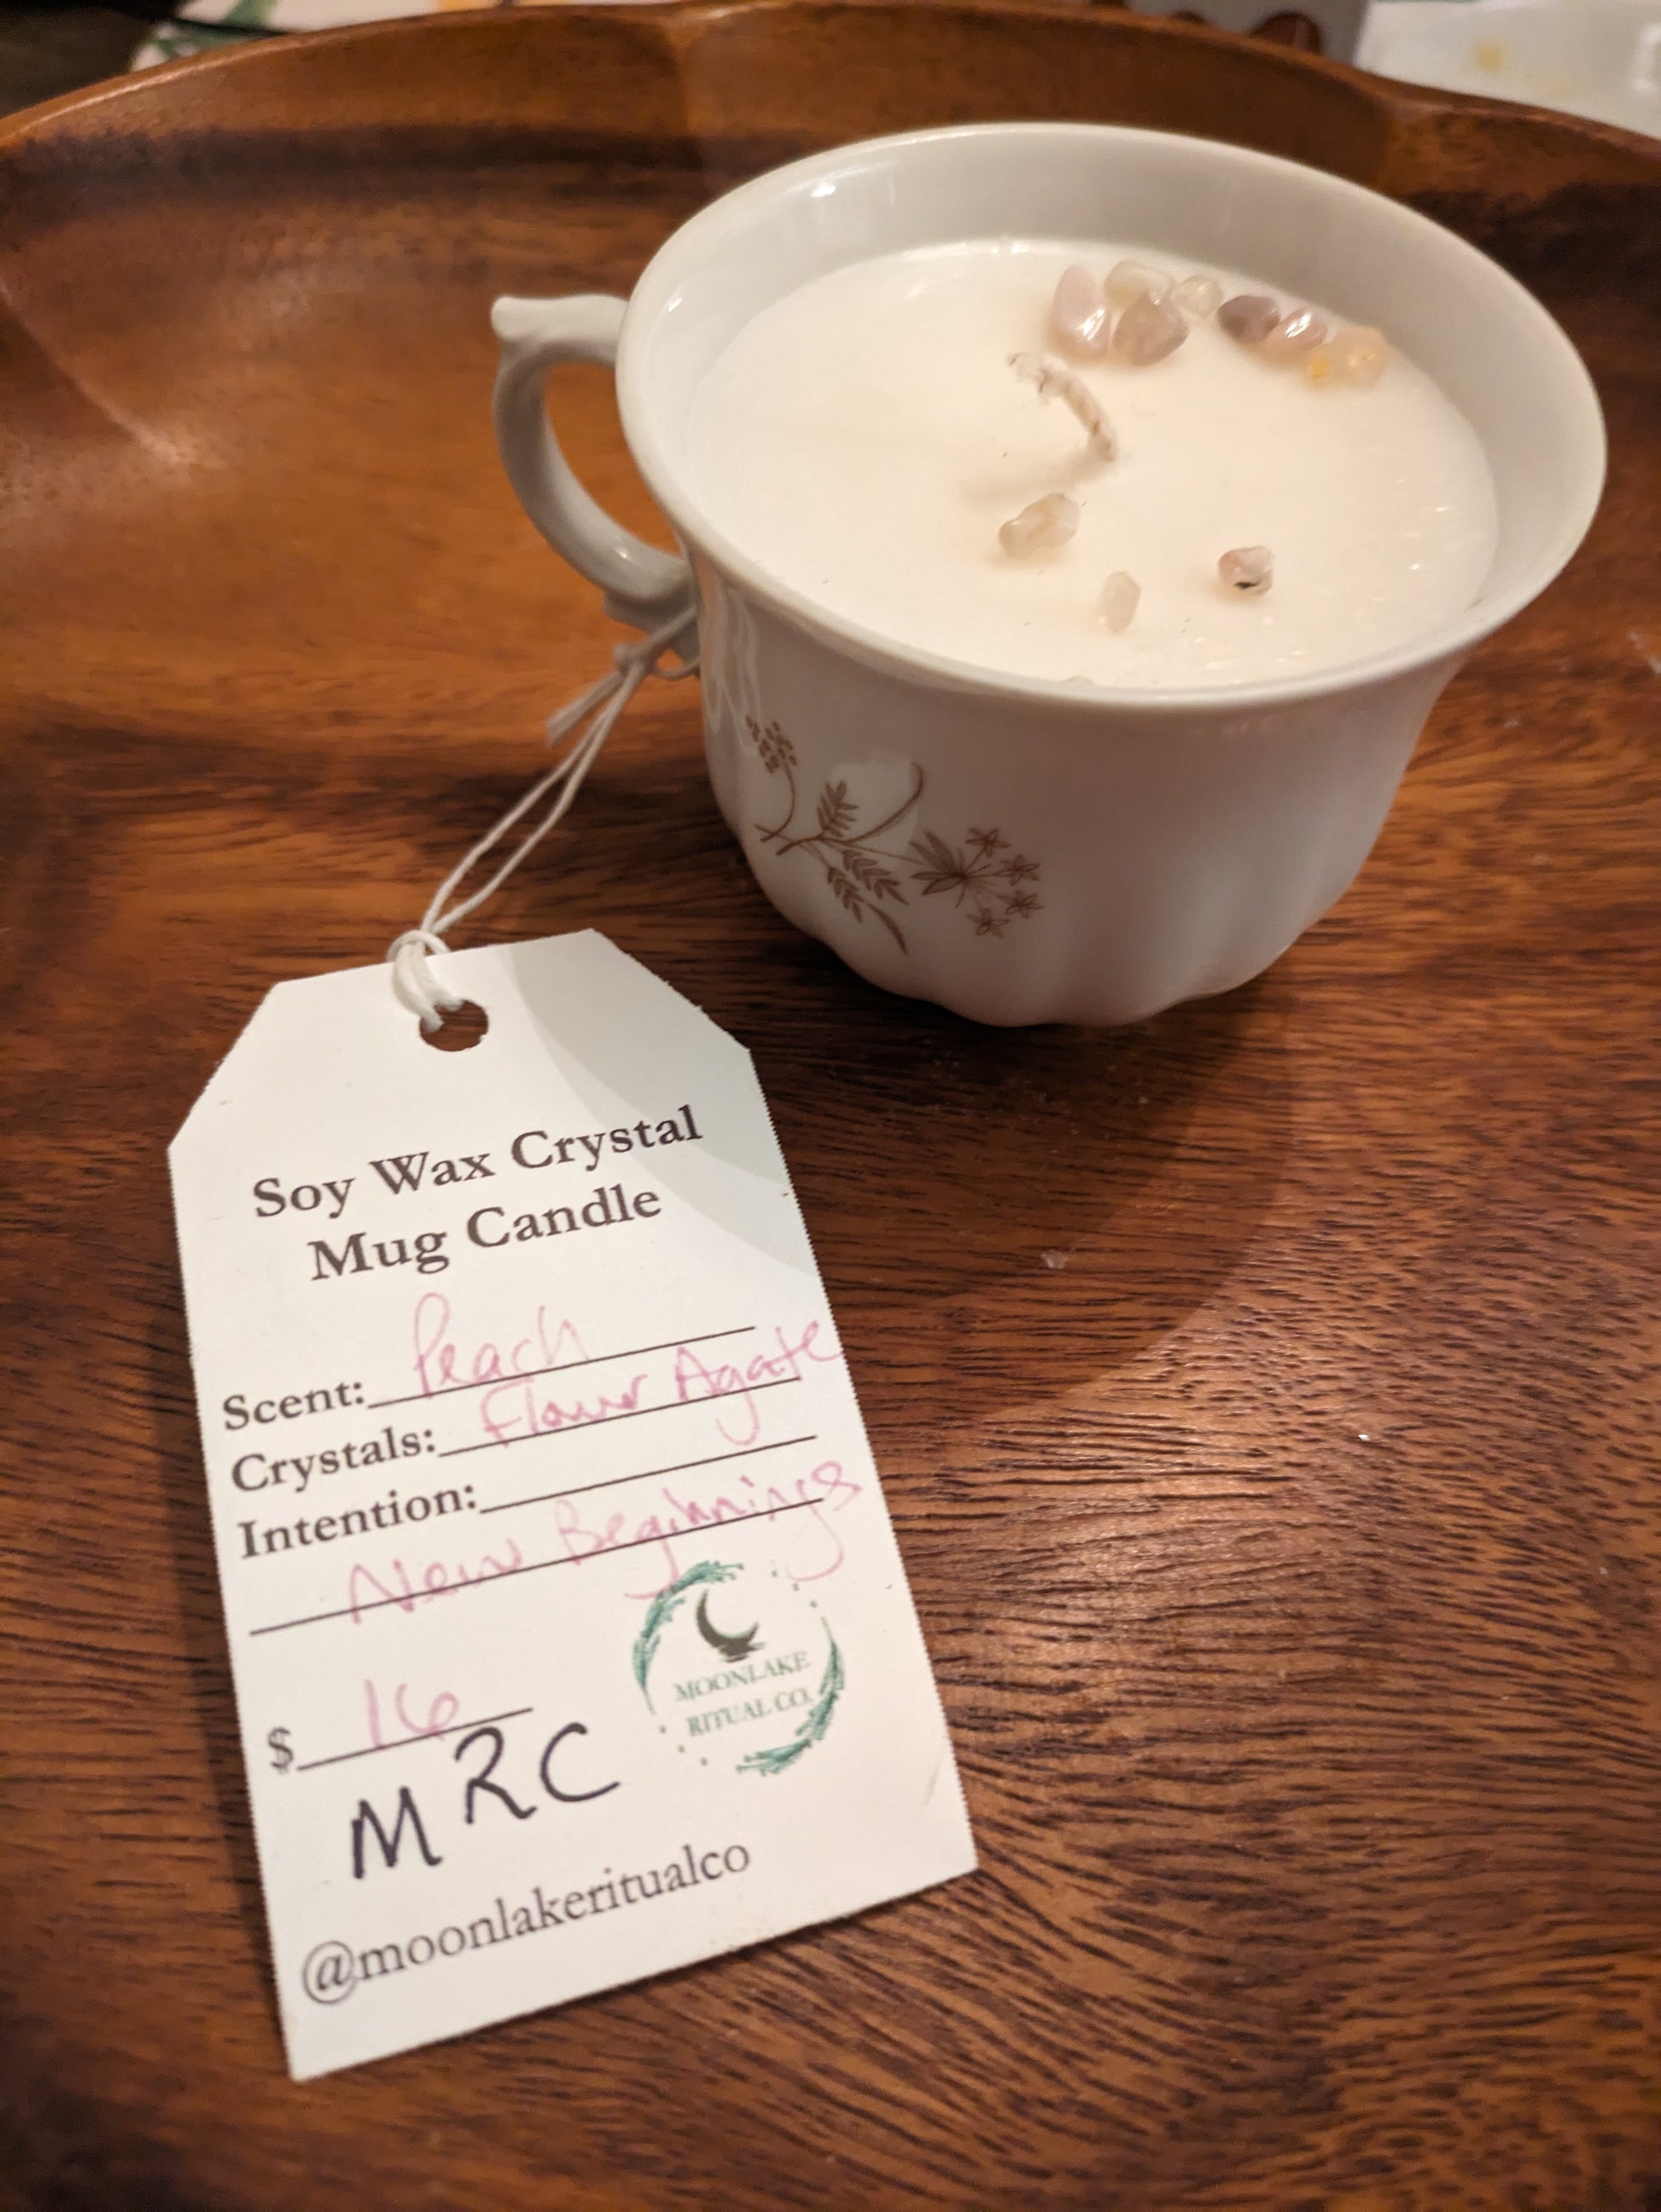 Soy Wax Crystal
Mug Candle
Scent: Peach
Crystals: Flower Agate
Intention:
New Beginnings
MOONLAKE
RITUAL CO.
$ 16
MRC
@moonlakeritualco